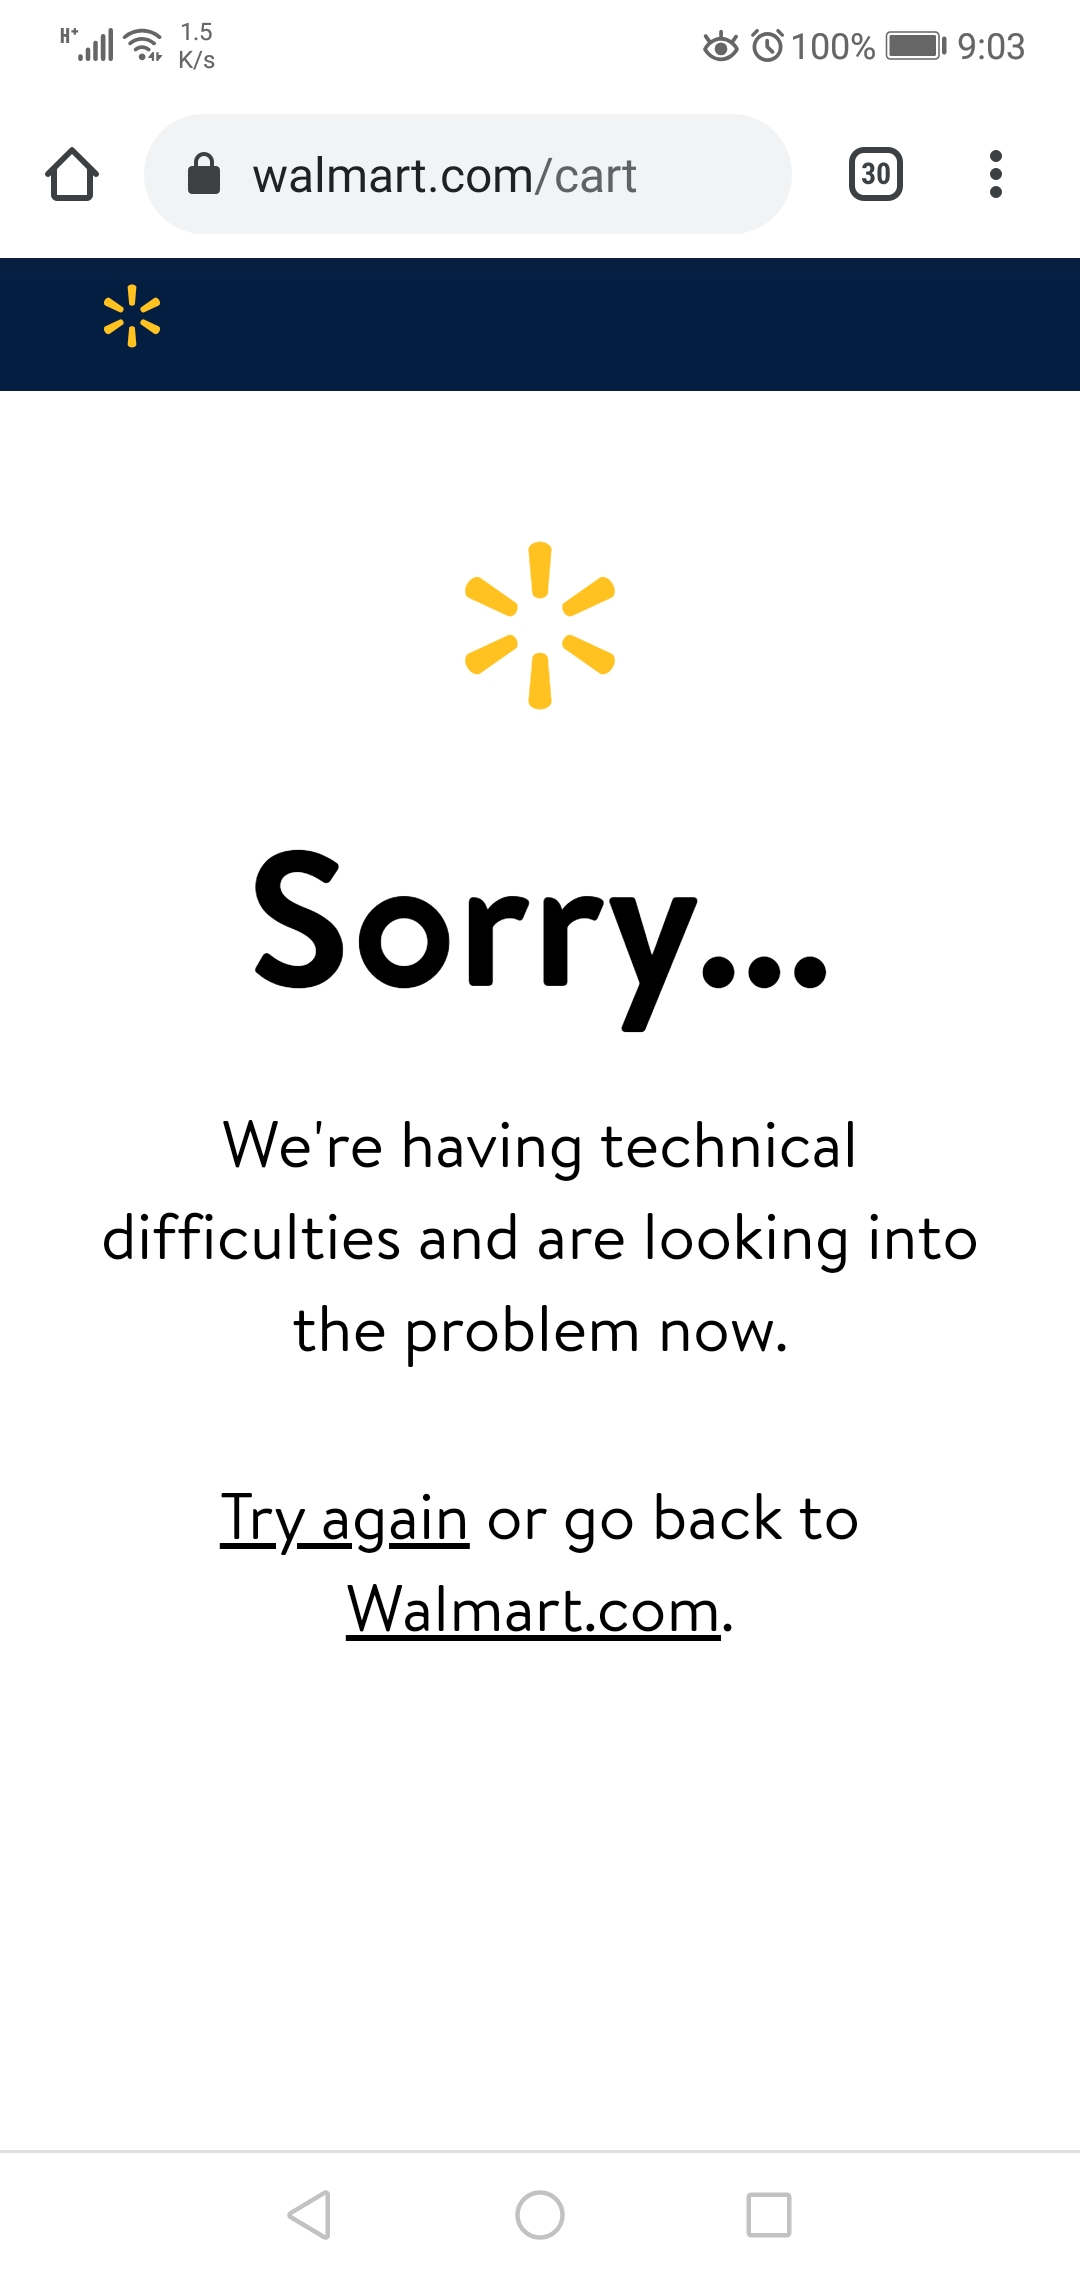 H+ 1.5 K/s 100% 9:03
walmart.com/cart 30
Sorry...
We're having technical
difficulties and are looking into
the problem now.
Try again or go back to
Walmart.com.